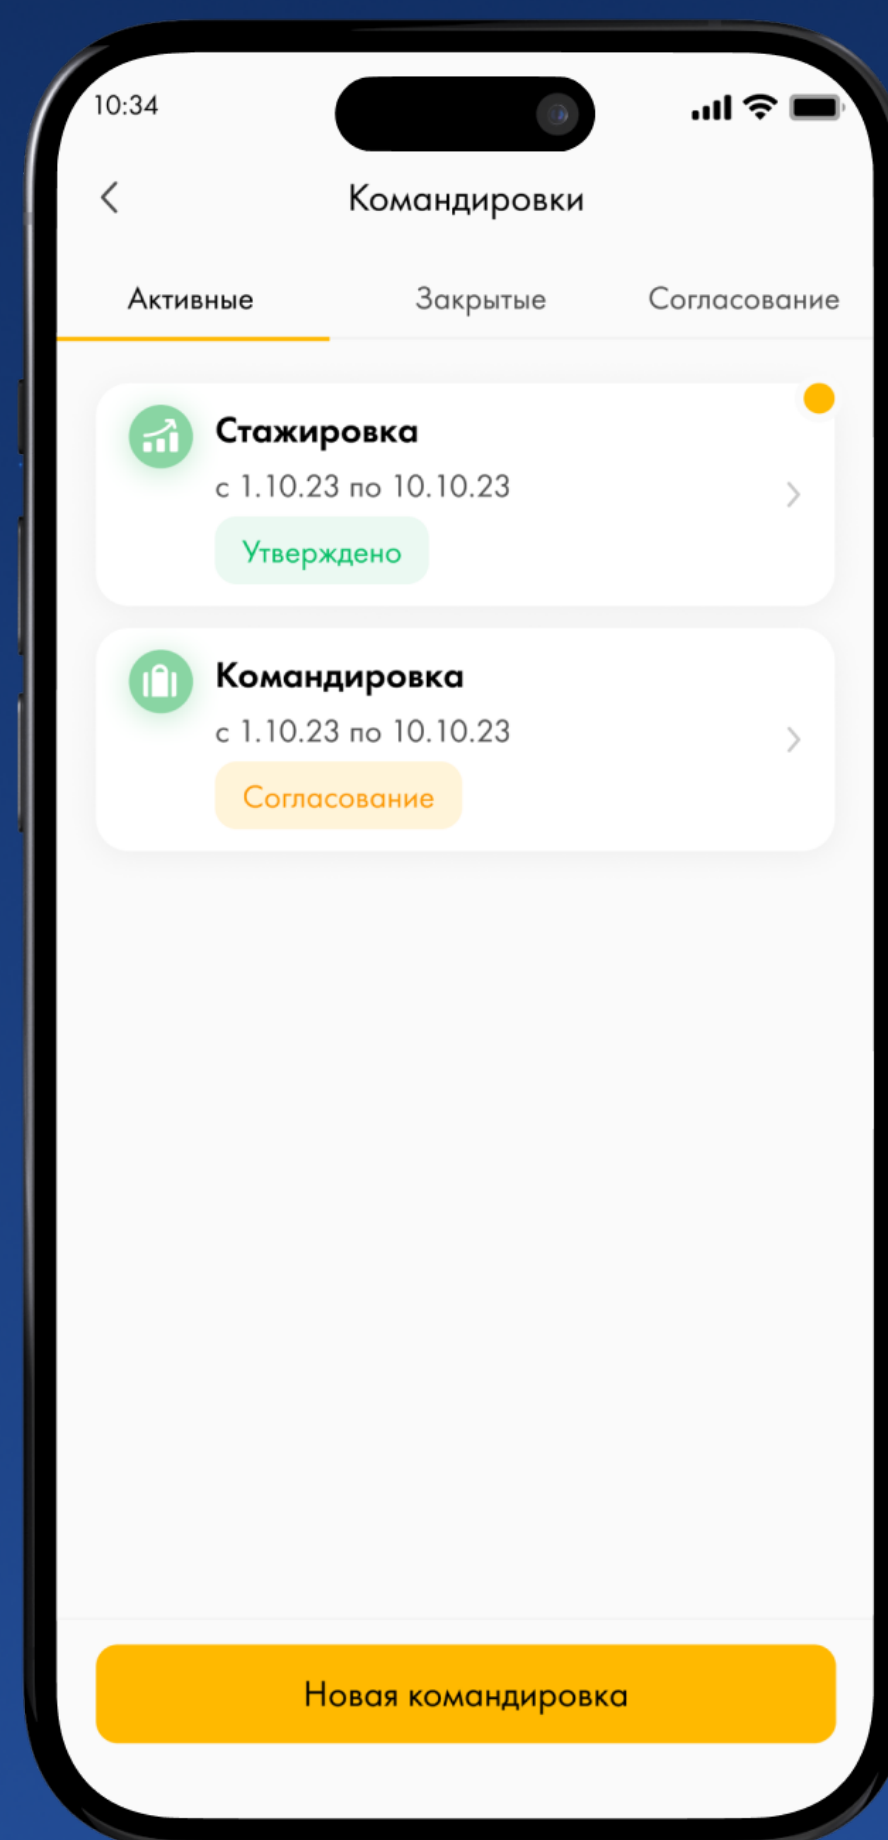 10:34
Командировки
Активные Закрытые Согласование
Стажировка
с 1.10.23 по 10.10.23
Утверждено
Командировка
с 1.10.23 по 10.10.23
Согласование
Новая командировка